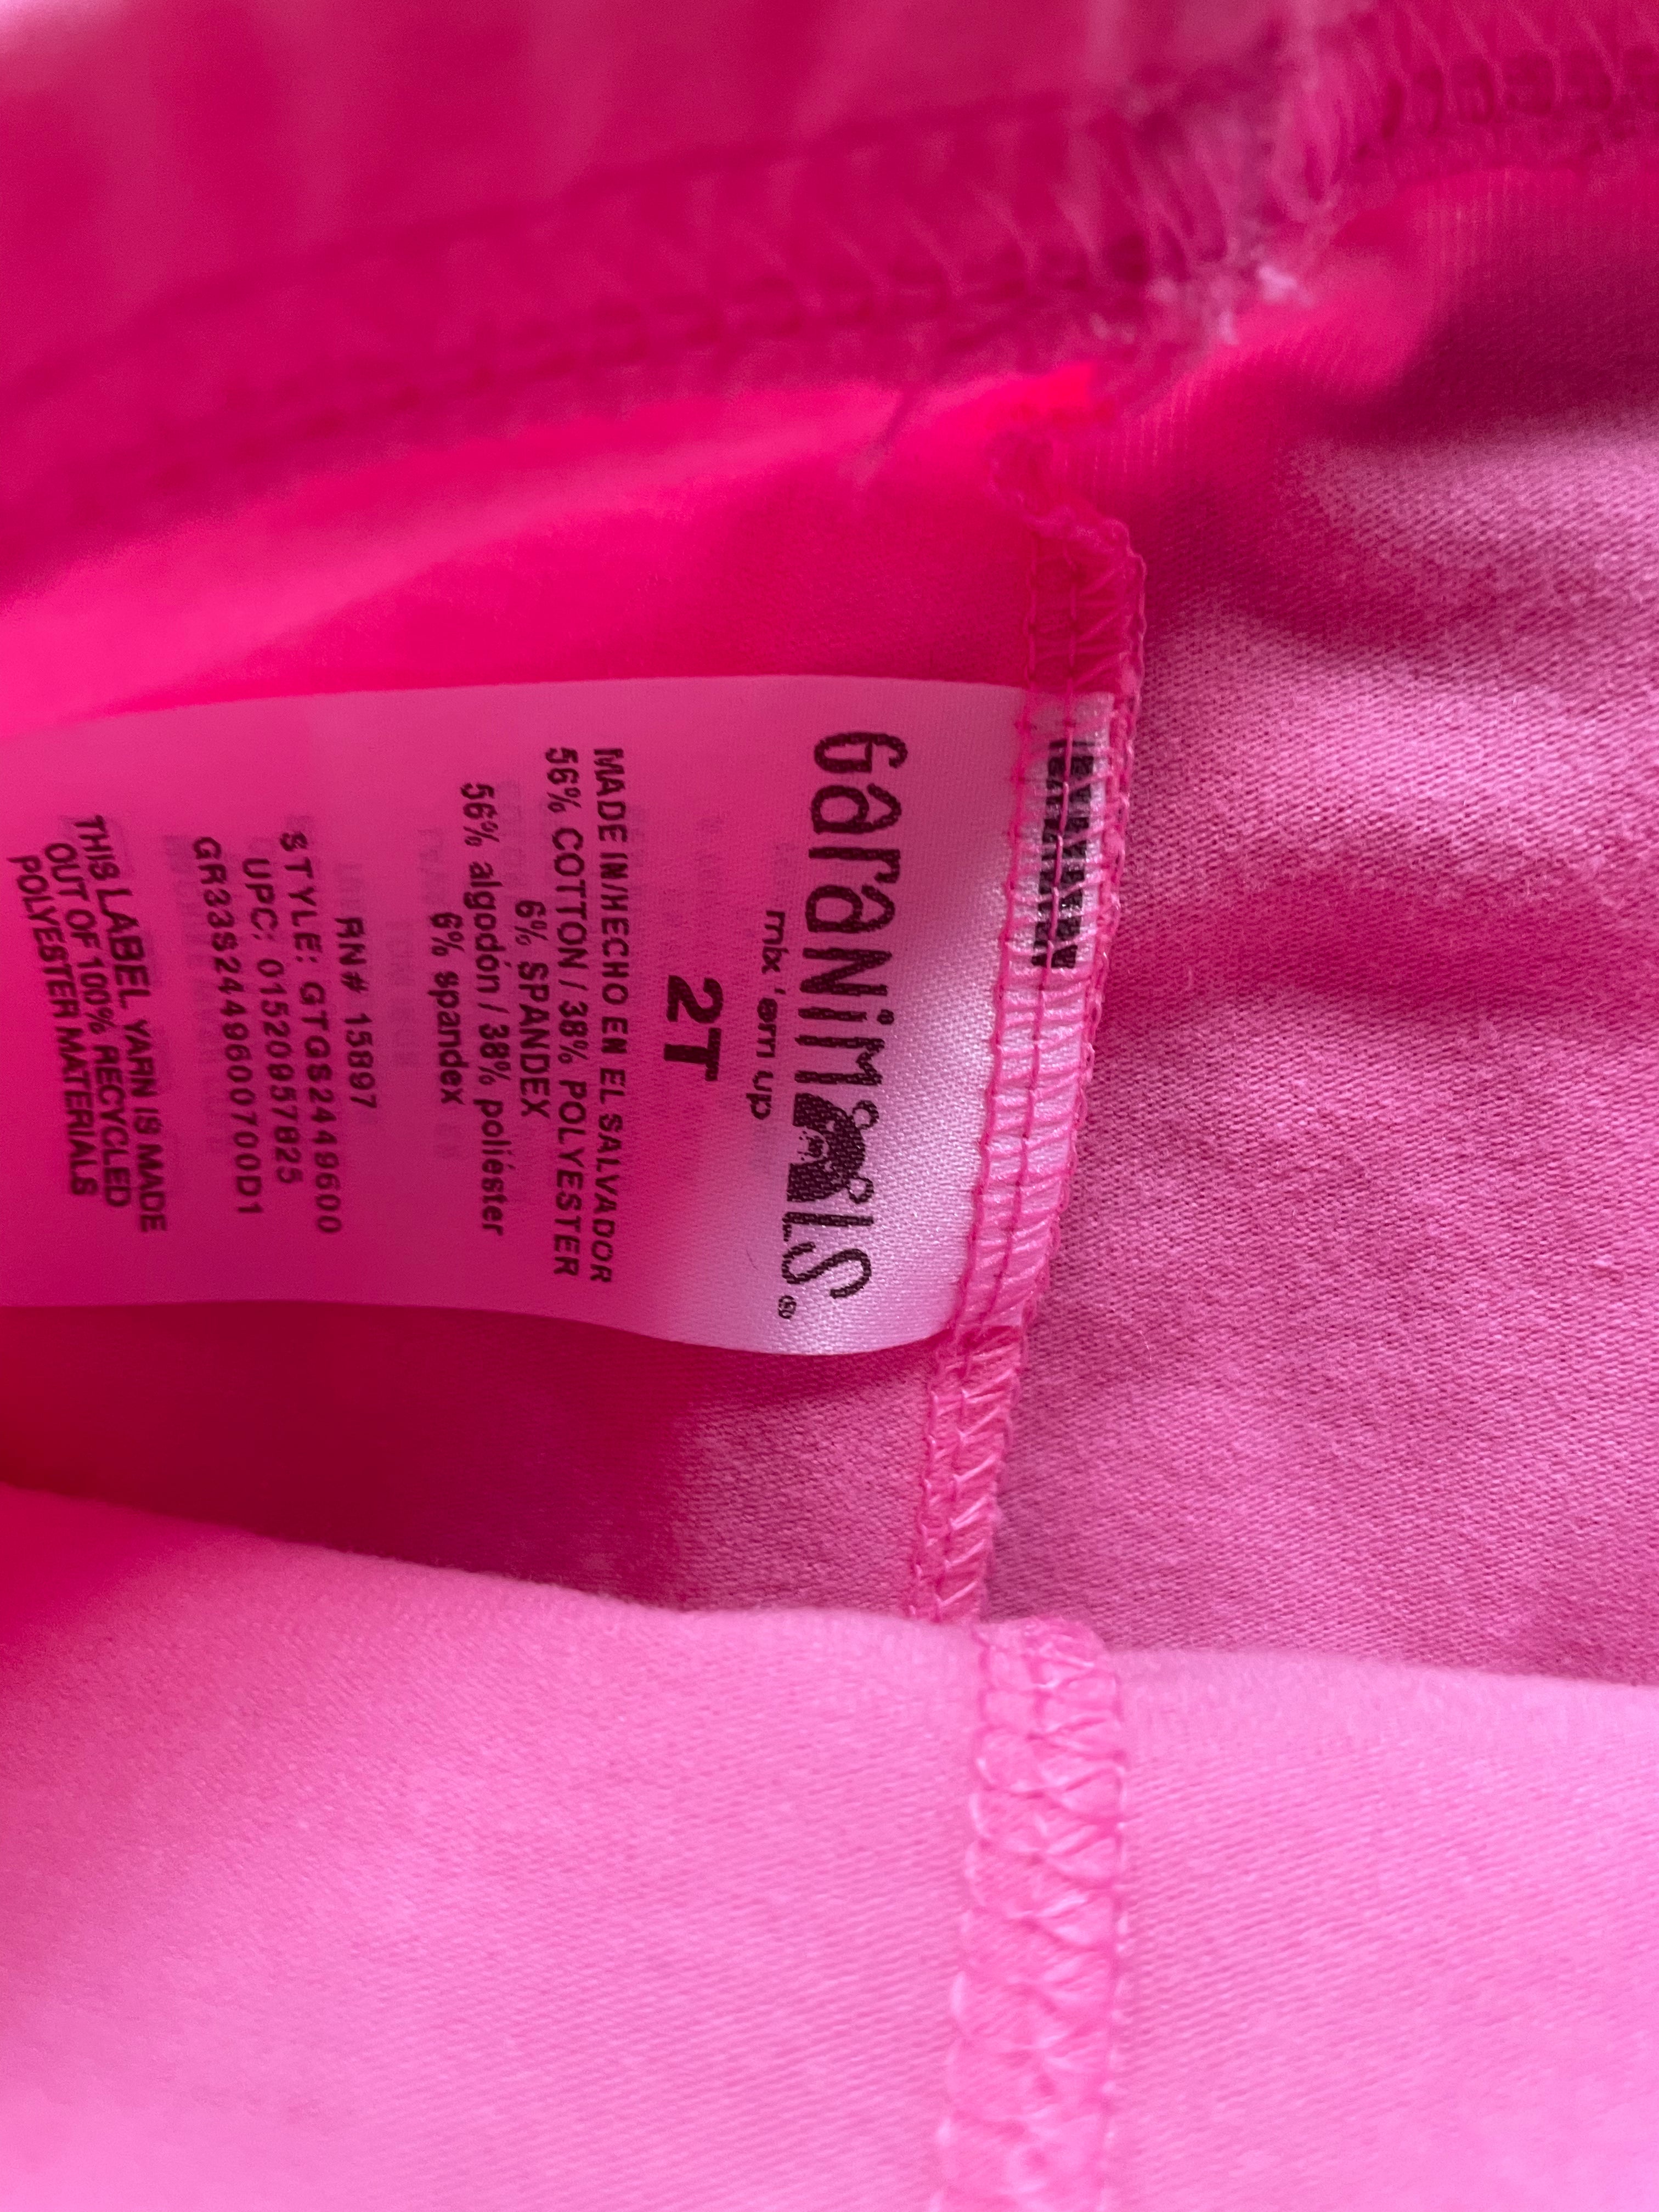 GaraNimaLS®
mix 'em up
2T
MADE IN/HECHO EN EL SALVADOR
56% COTTON / 38% POLYESTER
6% SPANDEX
56% algodón / 38% poliéster
6% spandex
RN# 15897
STYLE: GTGS2449600
UPC: 01520957825
GR33S2449600700D1
THIS LABEL YARN IS MADE
OUT OF 100% RECYCLED
POLYESTER MATERIALS